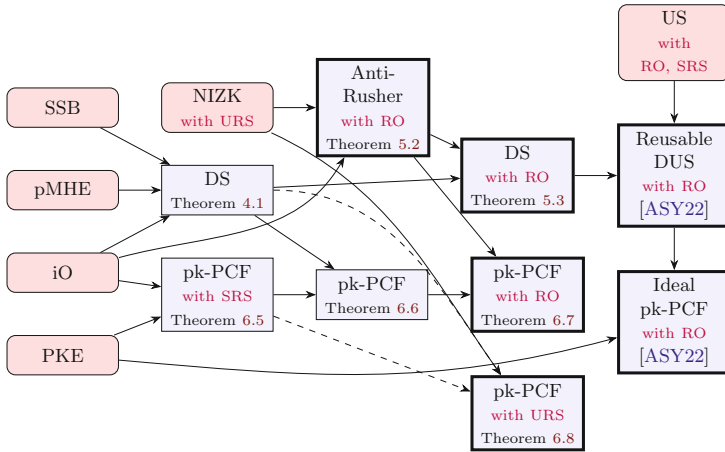 US
with
RO, SRS
SSB
NIZK
with URS
Anti-
Rusher
with RO
Theorem 5.2
pMHE
DS
Theorem 4.1
DS
with RO
Theorem 5.3
Reusable
DUS
with RO
[ASY22]
iO
pk-PCF
with SRS
Theorem 6.5
pk-PCF
Theorem 6.6
pk-PCF
with RO
Theorem 6.7
Ideal
pk-PCF
with RO
[ASY22]
PKE
pk-PCF
with URS
Theorem 6.8